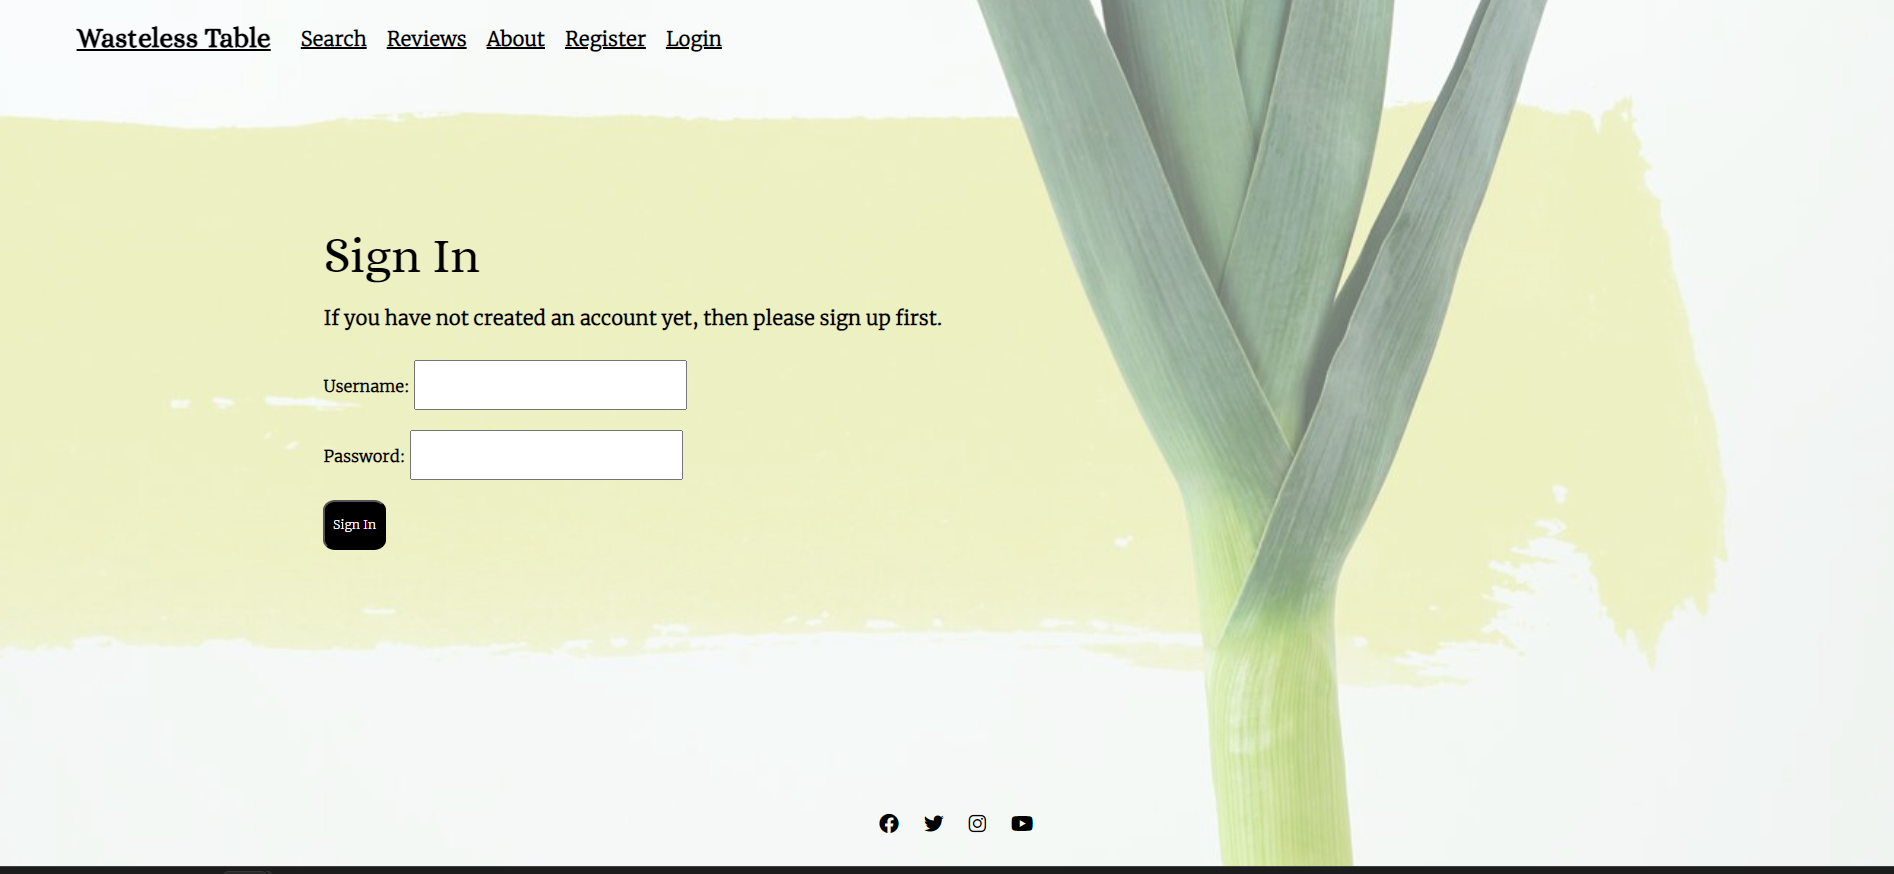 Wasteless Table Search Reviews About Register Login
Sign In
If you have not created an account yet, then please sign up first.
Username:
Password:
Sign In